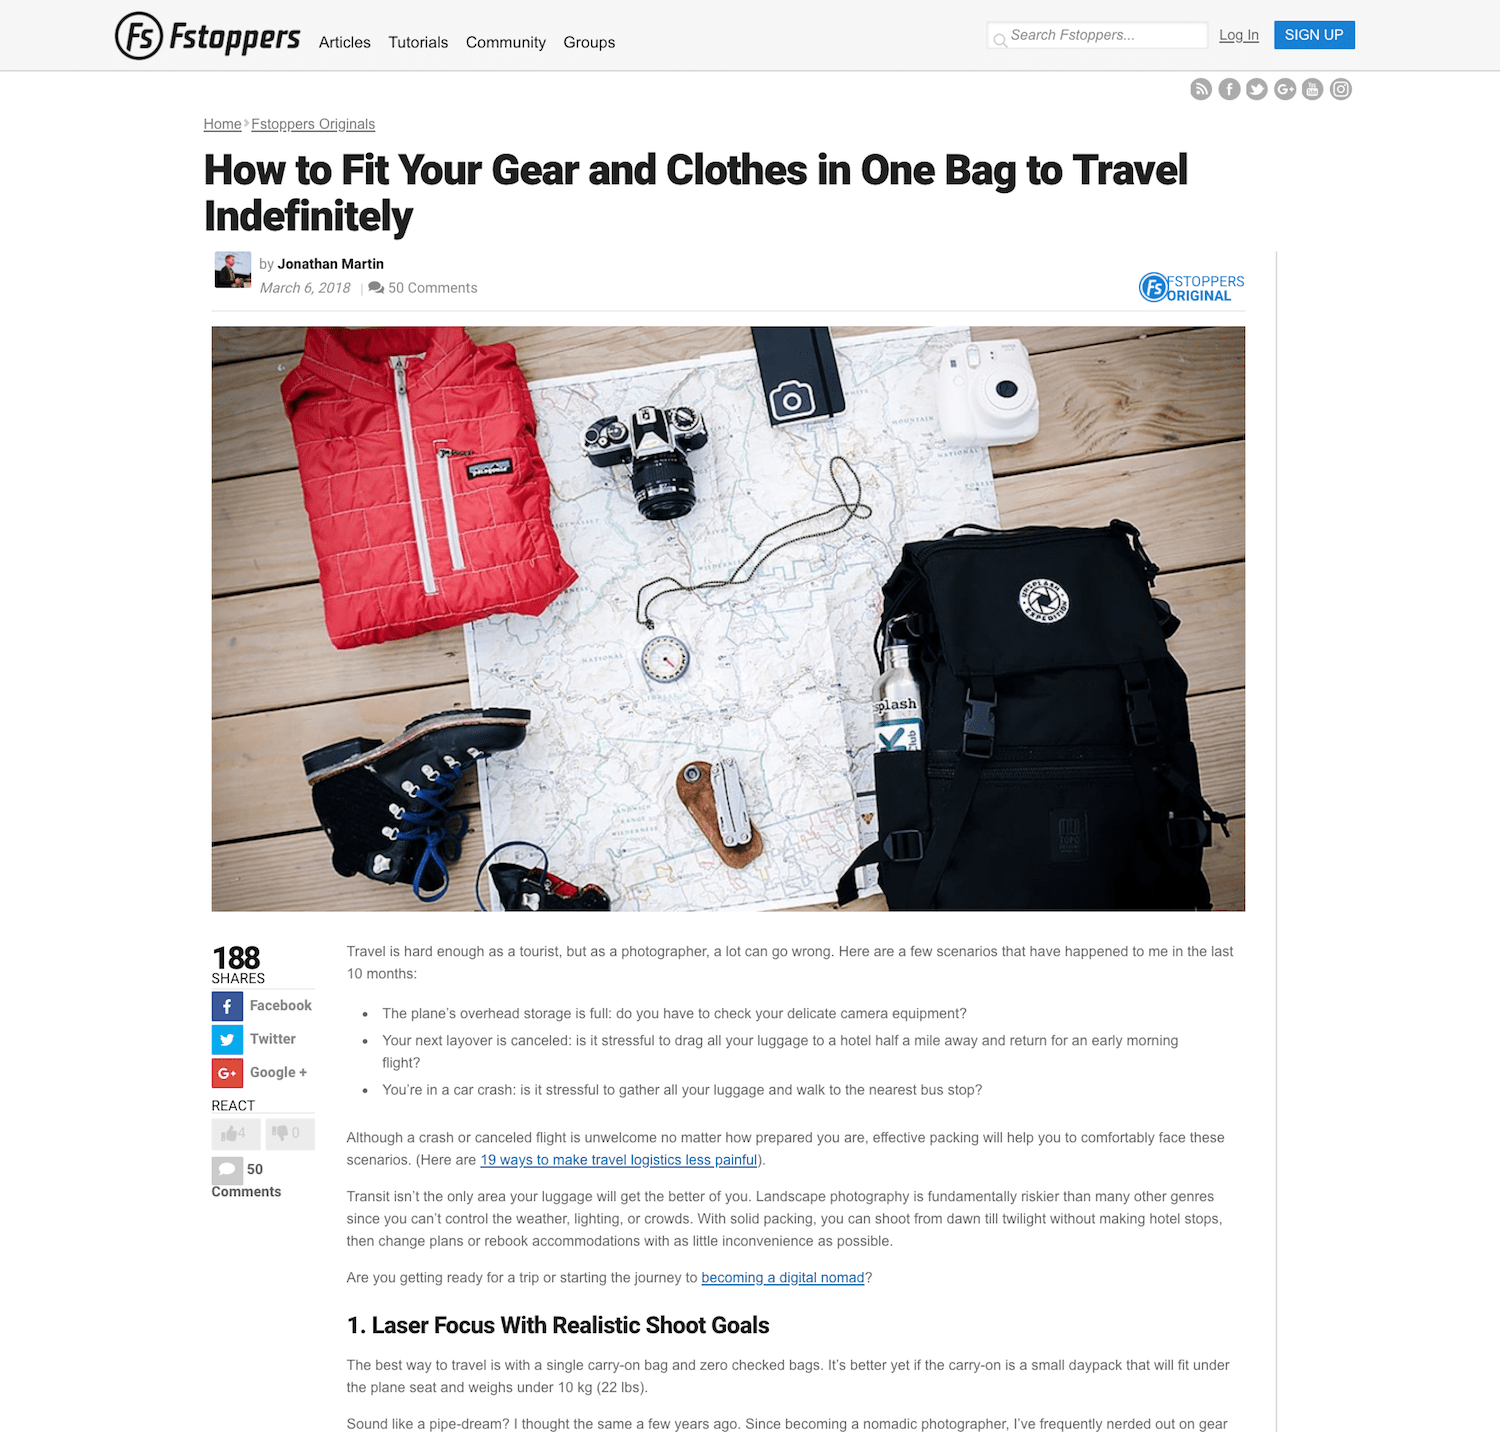 Fs Fstoppers Articles Tutorials Community Groups Search Fstoppers... Log In SIGN UP
Home Fstoppers Originals
How to Fit Your Gear and Clothes in One Bag to Travel
Indefinitely
by Jonathan Martin
March 6, 2018 | 50 Comments
Fs FSTOPPERS
ORIGINAL
patagonia
WHITE
MOUNTAIN
NATIONAL
FOREST
UNSPLASH
EXPEDITION
NATIONAL
splash
Club
SANDWICH
RANGE
WILDERNESS
TOPO
188
SHARES
Facebook
Twitter
G+ Google +
REACT
4 0
50
Comments
Travel is hard enough as a tourist, but as a photographer, a lot can go wrong. Here are a few scenarios that have happened to me in the last
10 months:
• The plane’s overhead storage is full: do you have to check your delicate camera equipment?
• Your next layover is canceled: is it stressful to drag all your luggage to a hotel half a mile away and return for an early morning
flight?
• You’re in a car crash: is it stressful to gather all your luggage and walk to the nearest bus stop?
Although a crash or canceled flight is unwelcome no matter how prepared you are, effective packing will help you to comfortably face these
scenarios. (Here are 19 ways to make travel logistics less painful).
Transit isn’t the only area your luggage will get the better of you. Landscape photography is fundamentally riskier than many other genres
since you can’t control the weather, lighting, or crowds. With solid packing, you can shoot from dawn till twilight without making hotel stops,
then change plans or rebook accommodations with as little inconvenience as possible.
Are you getting ready for a trip or starting the journey to becoming a digital nomad?
1. Laser Focus With Realistic Shoot Goals
The best way to travel is with a single carry-on bag and zero checked bags. It’s better yet if the carry-on is a small daypack that will fit under
the plane seat and weighs under 10 kg (22 lbs).
Sound like a pipe-dream? I thought the same a few years ago. Since becoming a nomadic photographer, I’ve frequently nerded out on gear